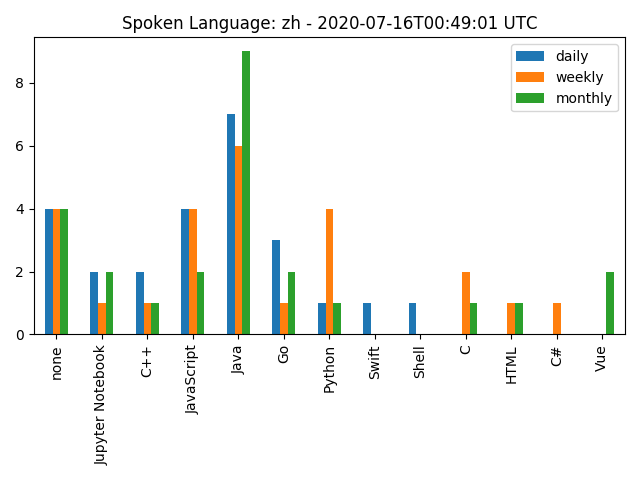 Spoken Language: zh - 2020-07-16T00:49:01 UTC
daily
weekly
monthly
8
6
4
2
0
none
Jupyter Notebook
C++
JavaScript
Java
Go
Python
Swift
Shell
C
HTML
C#
Vue